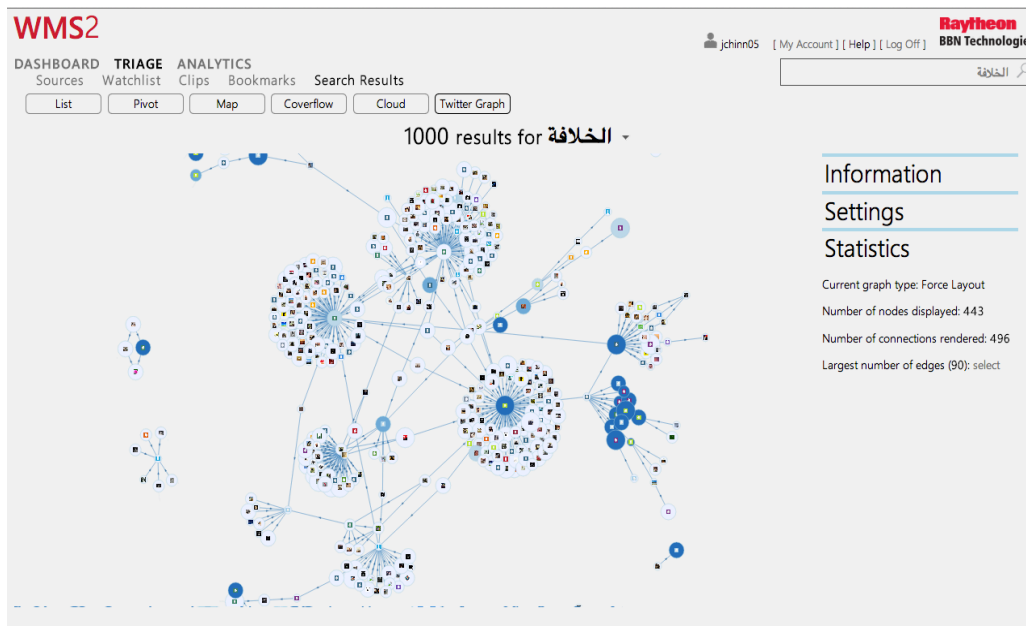 WMS2
Raytheon
jchinn05 [ My Account ] [ Help ] [ Log Off ] BBN Technologie
DASHBOARD TRIAGE ANALYTICS
Sources Watchlist Clips Bookmarks Search Results
الخلافة
List Pivot Map Coverflow Cloud Twitter Graph
1000 results for الخلافة
Information
Settings
Statistics
Current graph type: Force Layout
Number of nodes displayed: 443
Number of connections rendered: 496
Largest number of edges (90): select